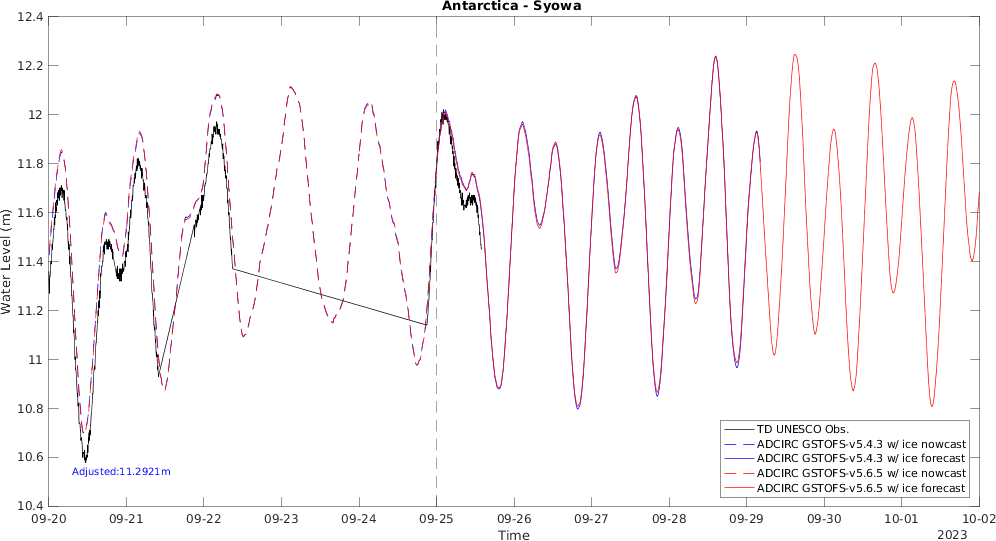 Antarctica - Syowa
12.4
12.2
12
11.8
11.6
11.4
11.2
11
10.8
10.6
10.4
Water Level (m)
Adjusted:11.2921m
TD UNESCO Obs.
ADCIRC GSTOFS-v5.4.3 w/ ice nowcast
ADCIRC GSTOFS-v5.4.3 w/ ice forecast
ADCIRC GSTOFS-v5.6.5 w/ ice nowcast
ADCIRC GSTOFS-v5.6.5 w/ ice forecast
09-20 09-21 09-22 09-23 09-24 09-25 09-26 09-27 09-28 09-29 09-30 10-01 10-02
Time
2023